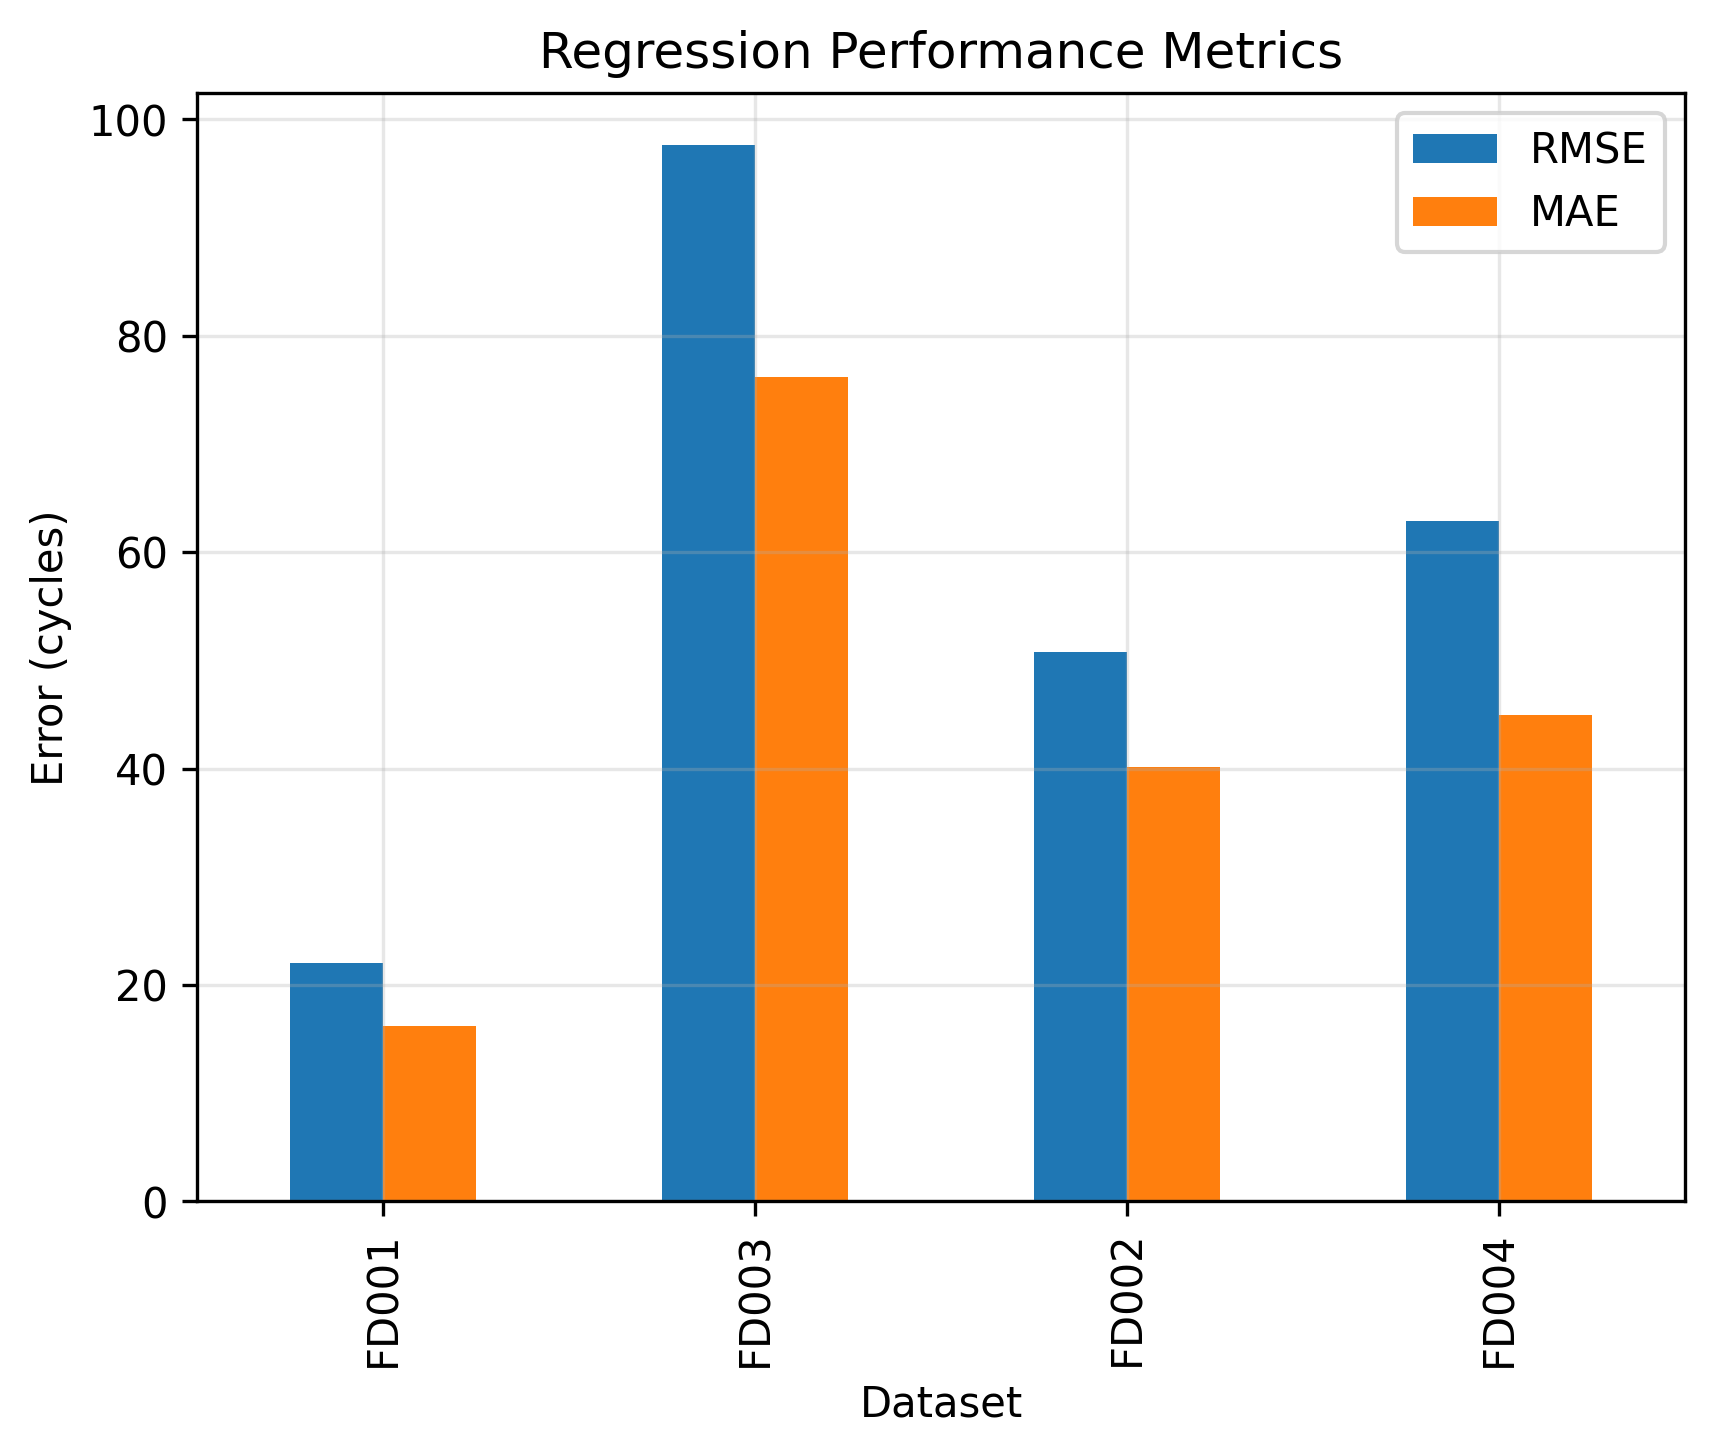 Regression Performance Metrics
RMSE
MAE
Error (cycles)
100
80
60
40
20
0
FD001
FD003
FD002
FD004
Dataset